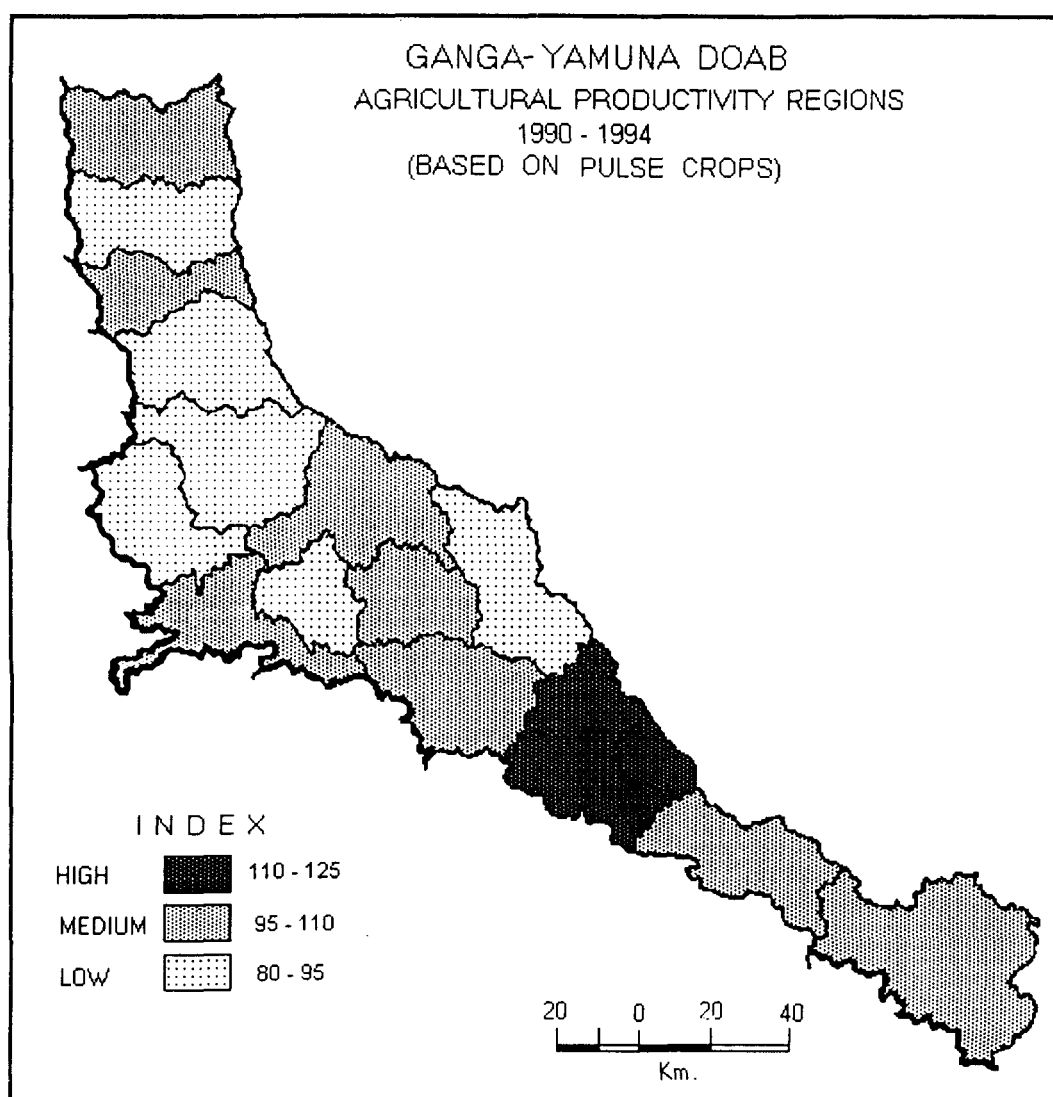 GANGA-YAMUNA DOAB
AGRICULTURAL PRODUCTIVITY REGIONS
1990 - 1994
(BASED ON PULSE CROPS)
INDEX
HIGH 110 - 125
MEDIUM 95 - 110
LOW 80 - 95
20 0 20 40
Km.